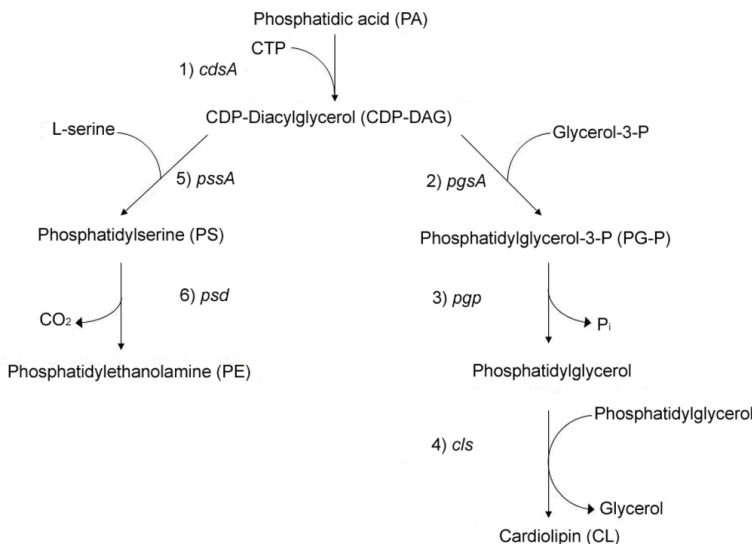 Phosphatidic acid (PA)
CTP
1) cdsA
CDP-Diacylglycerol (CDP-DAG)
L-serine
Glycerol-3-P
5) pssA
2) pgsA
Phosphatidylserine (PS)
Phosphatidylglycerol-3-P (PG-P)
6) psd
3) pgp
CO₂
Pᵢ
Phosphatidylethanolamine (PE)
Phosphatidylglycerol
Phosphatidylglycerol
4) cls
Glycerol
Cardiolipin (CL)